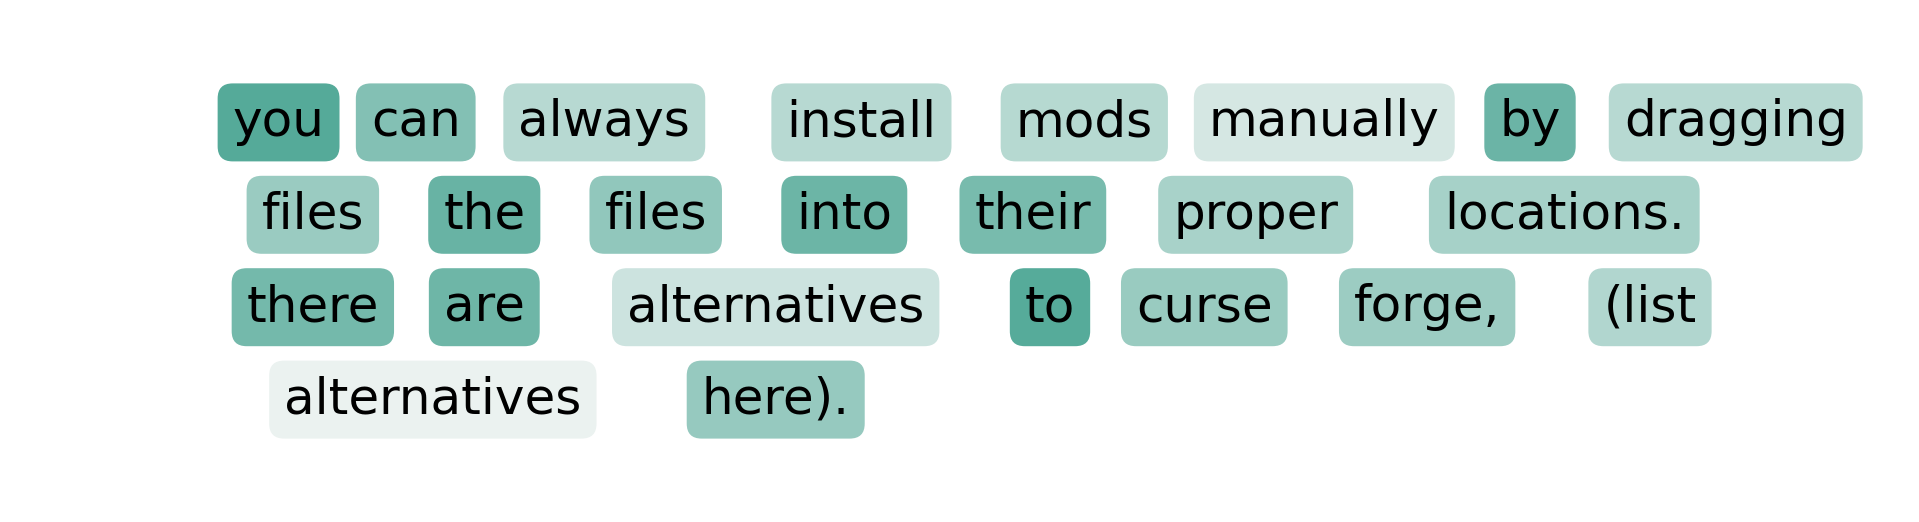 you can always install mods manually by dragging
files the files into their proper locations.
there are alternatives to curse forge, (list
alternatives here).